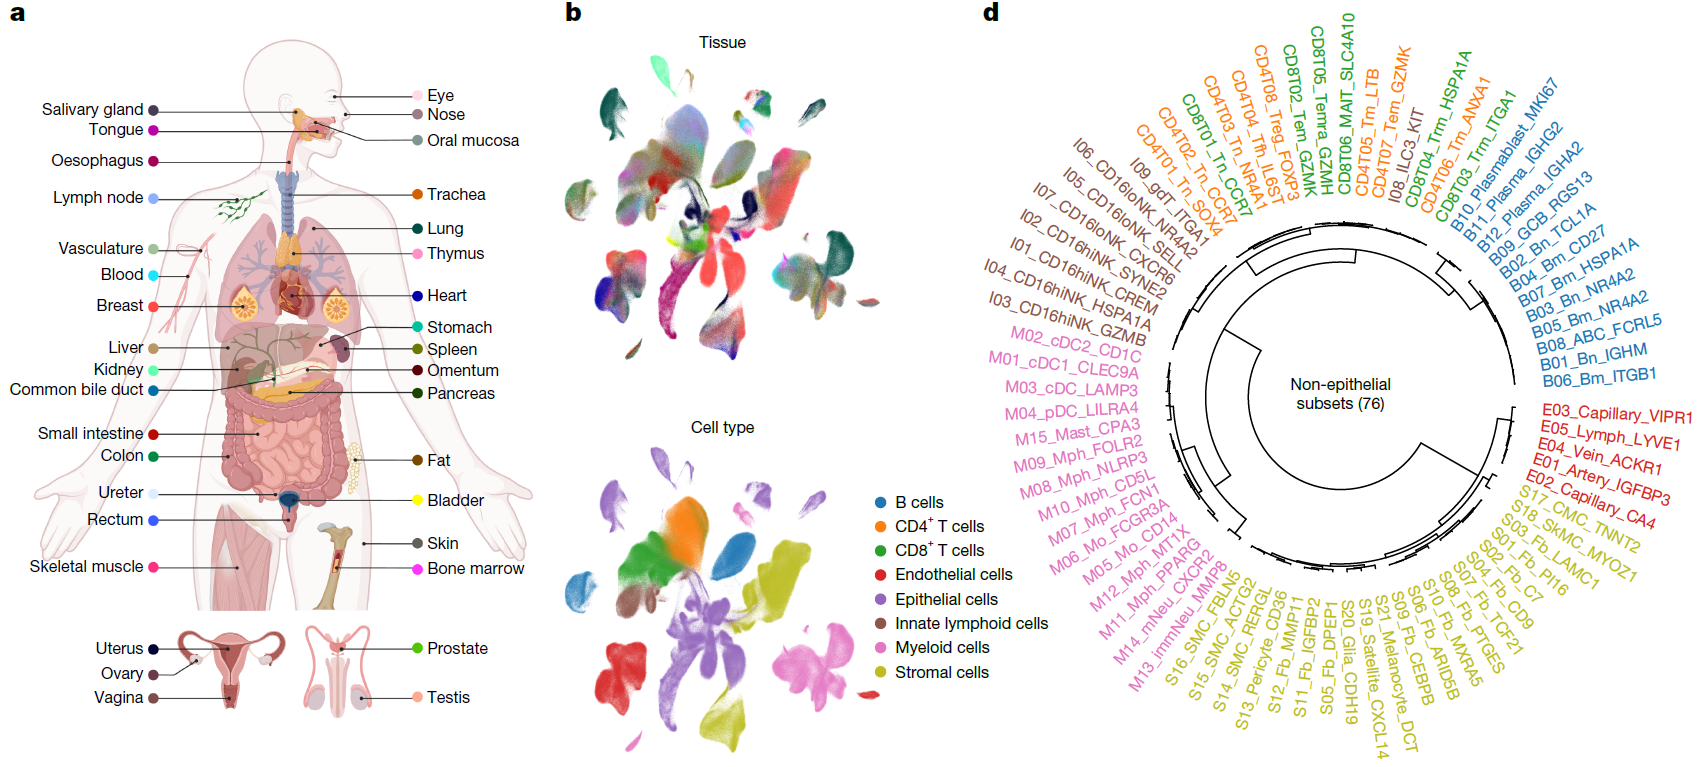 a
Salivary gland
Tongue
Oesophagus
Lymph node
Vasculature
Blood
Breast
Liver
Kidney
Common bile duct
Small intestine
Colon
Ureter
Rectum
Skeletal muscle
Uterus
Ovary
Vagina
Eye
Nose
Oral mucosa
Trachea
Lung
Thymus
Heart
Stomach
Spleen
Omentum
Pancreas
Fat
Bladder
Skin
Bone marrow
Prostate
Testis
b
Tissue
Cell type
B cells
CD4+ T cells
CD8+ T cells
Endothelial cells
Epithelial cells
Innate lymphoid cells
Myeloid cells
Stromal cells
d
Non-epithelial
subsets (76)
I03_CD16hiNK_GZMB
I04_CD16hiNK_HSPA1A
I01_CD16hiNK_CREM
I02_CD16hiNK_SYNE2
I07_CD16loNK_CXCR6
I05_CD16loNK_SELL
I06_CD16loNK_NR4A2
I09_gdT_ITGA1
CD4T01_Tn_SOX4
CD4T02_Tn_CCR7
CD8T01_Tn_CCR7
CD4T03_Tn_NR4A1
CD4T04_Tfh_IL6ST
CD4T08_Treg_FOXP3
CD8T02_Tem_GZMK
CD8T05_Temra_GZMH
CD8T06_MAIT_SLC4A10
CD4T05_Tm_LTB
CD4T07_Tem_GZMK
I08_ILC3_KIT
CD8T04_Trm_HSPA1A
CD4T06_Tm_ANXA1
CD8T03_Trm_ITGA1
B10_Plasmablast_MKI67
B11_Plasma_IGHG2
B12_Plasma_IGHA2
B09_GCB_RGS13
B02_Bn_TCL1A
B04_Bm_CD27
B07_Bm_HSPA1A
B03_Bn_NR4A2
B05_Bm_NR4A2
B08_ABC_FCRL5
B01_Bn_IGHM
B06_Bm_ITGB1
E03_Capillary_VIPR1
E05_Lymph_LYVE1
E04_Vein_ACKR1
E01_Artery_IGFBP3
E02_Capillary_CA4
S17_CMC_TNNT2
S18_SkMC_MYOZ1
S03_Fb_LAMC1
S01_Fb_PI16
S02_Fb_C7
S04_Fb_CD9
S07_Fb_TCF21
S08_Fb_PTGES
S10_Fb_MXRA5
S06_Fb_ARID5B
S09_Fb_CEBPB
S21_Melanocyte_DCT
S19_Satellite_CXCL14
S20_Glia_CDH19
S05_Fb_DPEP1
S11_Fb_IGFBP2
S12_Fb_MMP11
S13_Pericyte_CD36
S14_SMC_RERGL
S15_SMC_ACTG2
S16_SMC_FBLN5
M13_immNeu_MMP8
M14_mNeu_CXCR2
M11_Mph_PPARG
M12_Mph_MT1X
M05_Mo_CD14
M06_Mo_FCGR3A
M07_Mph_FCN1
M10_Mph_CD5L
M08_Mph_NLRP3
M09_Mph_FOLR2
M15_Mast_CPA3
M04_pDC_LILRA4
M03_cDC_LAMP3
M01_cDC1_CLEC9A
M02_cDC2_CD1C